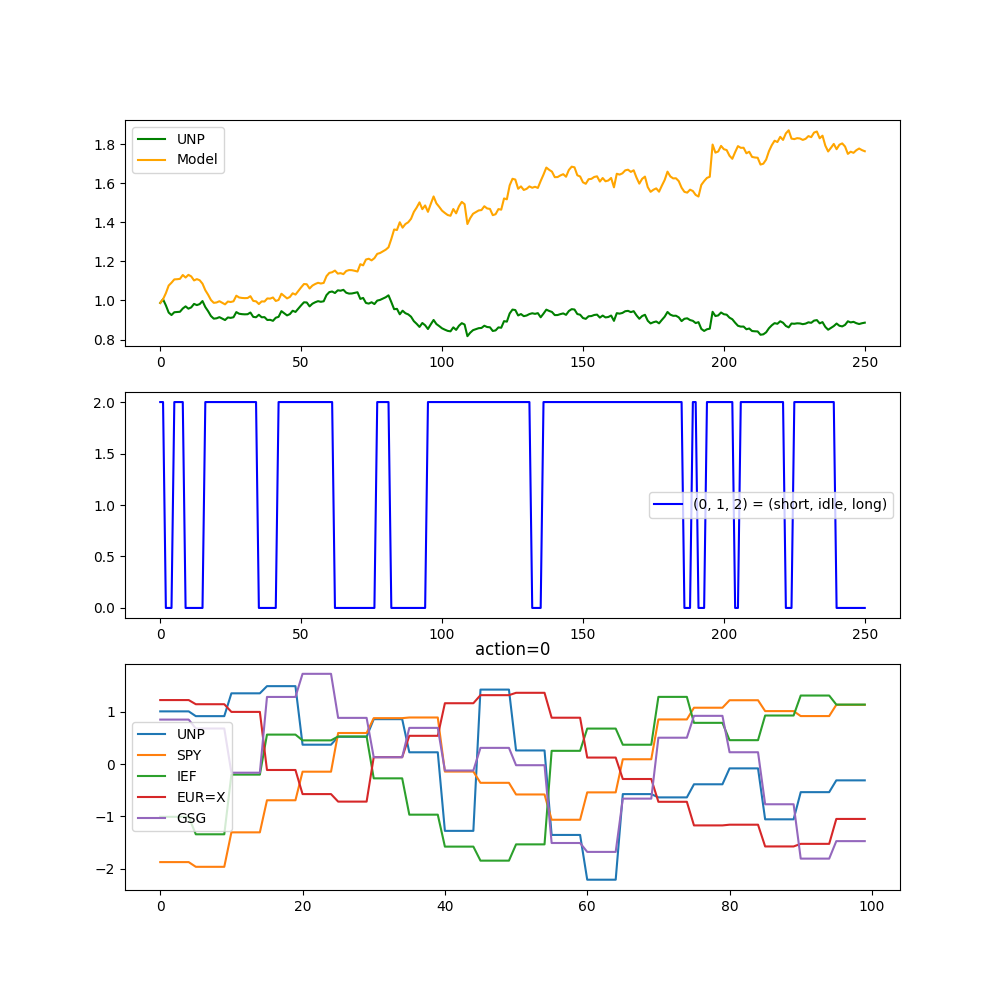 UNP
Model
1.8
1.6
1.4
1.2
1.0
0.8
0 50 100 150 200 250
2.0
1.5
1.0
0.5
0.0
(0, 1, 2) = (short, idle, long)
0 50 100 150 200 250
action=0
1
0
−1
−2
UNP
SPY
IEF
EUR=X
GSG
0 20 40 60 80 100